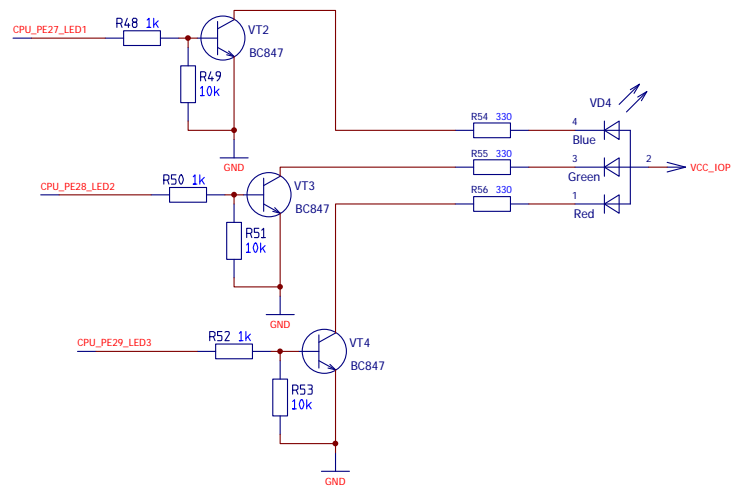 R48 1k
VT2
CPU_PE27_LED1
BC847
R49
10k
VD4
R54 330
4
Blue
GND
R55 330
3
2
VCC_IOP
Green
R50 1k
VT3
CPU_PE28_LED2
R56 330
1
BC847
Red
R51
10k
GND
R52 1k
VT4
CPU_PE29_LED3
BC847
R53
10k
GND